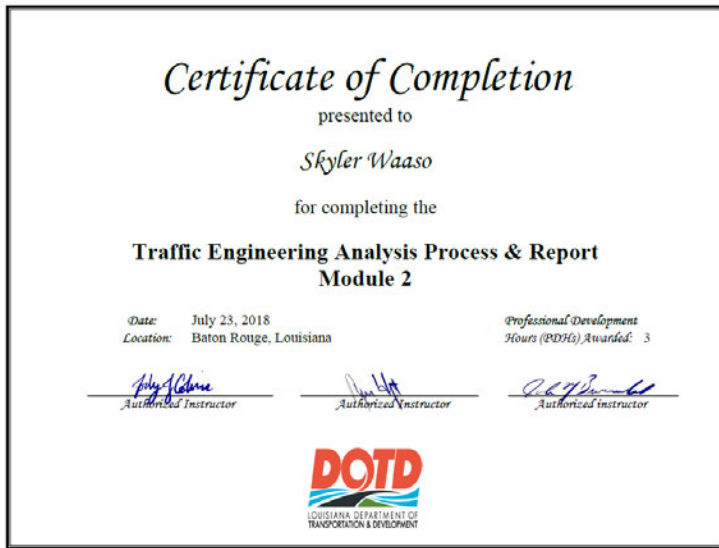 Certificate of Completion
presented to
Skyler Waaso
for completing the
Traffic Engineering Analysis Process & Report
Module 2
Date: July 23, 2018
Location: Baton Rouge, Louisiana
Professional Development
Hours (PDHs) Awarded: 3
Authorized Instructor
Authorized Instructor
Authorized instructor
DOTD
LOUISIANA DEPARTMENT OF
TRANSPORTATION & DEVELOPMENT